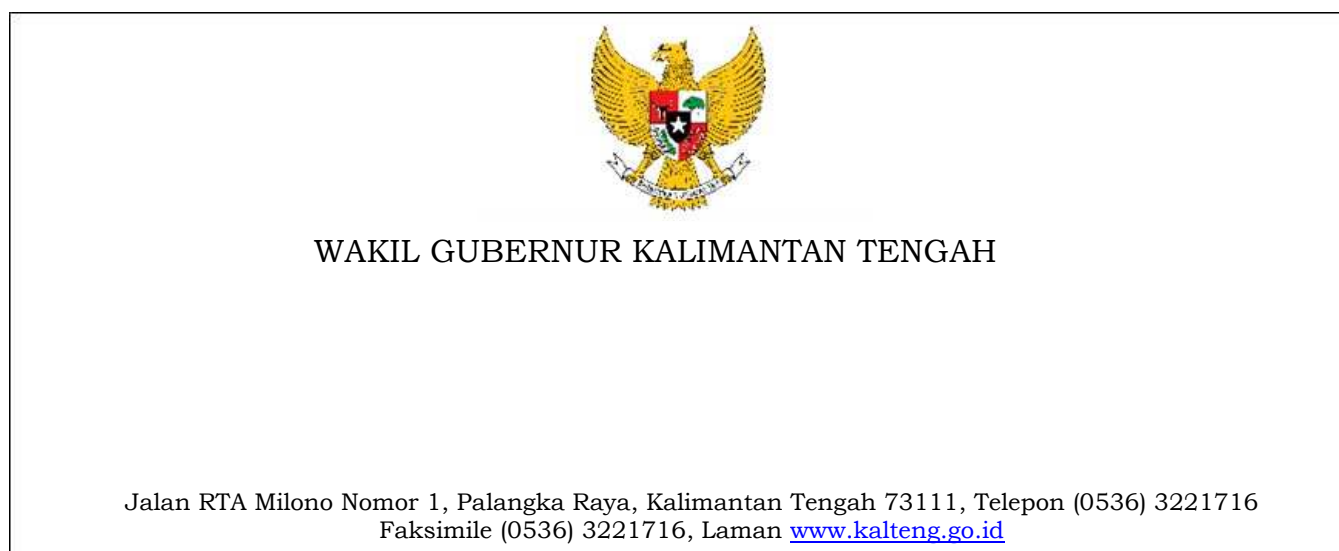 WAKIL GUBERNUR KALIMANTAN TENGAH
Jalan RTA Milono Nomor 1, Palangka Raya, Kalimantan Tengah 73111, Telepon (0536) 3221716
Faksimile (0536) 3221716, Laman www.kalteng.go.id